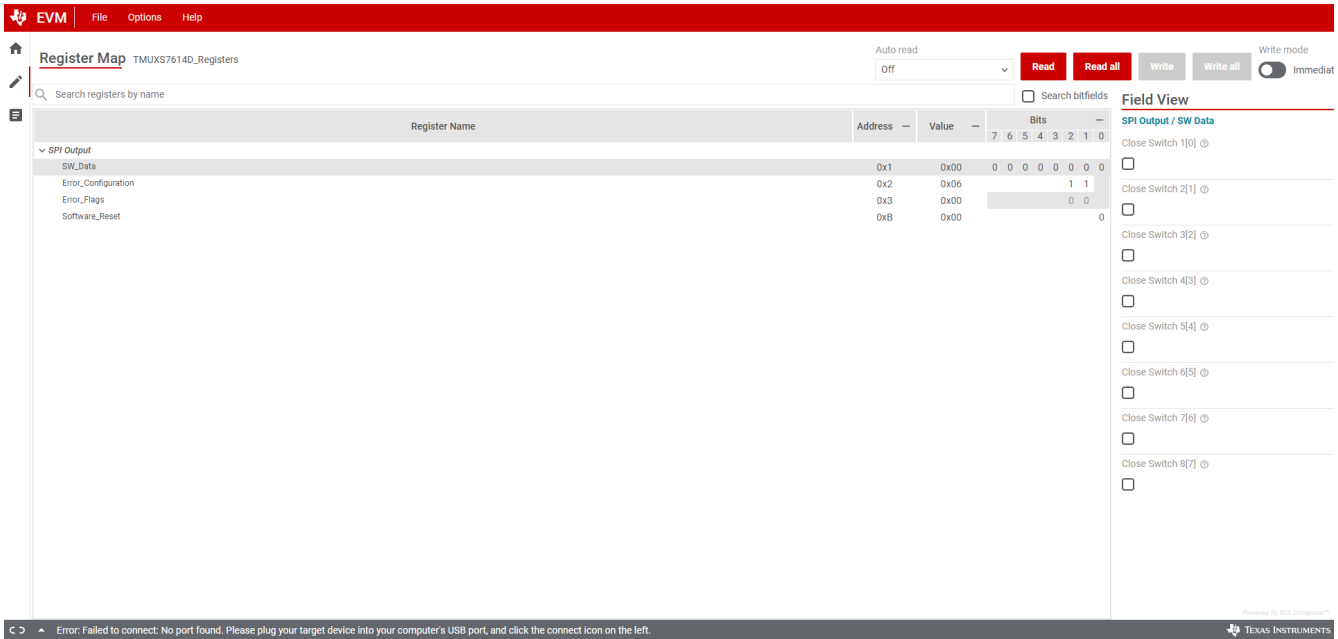 EVM File Options Help
Register Map TMUXS7614D_Registers
Auto read
Off
Read
Read all
Write
Write all
Write mode
Immediat
Search registers by name
Search bitfields
Register Name Address Value Bits
7 6 5 4 3 2 1 0
SPI Output
SW_Data 0x1 0x00 0 0 0 0 0 0 0 0
Error_Configuration 0x2 0x06 1 1
Error_Flags 0x3 0x00 0 0
Software_Reset 0xB 0x00 0
Field View
SPI Output / SW Data
Close Switch 1[0]
Close Switch 2[1]
Close Switch 3[2]
Close Switch 4[3]
Close Switch 5[4]
Close Switch 6[5]
Close Switch 7[6]
Close Switch 8[7]
Powered By GUI Composer™
Error: Failed to connect: No port found. Please plug your target device into your computer's USB port, and click the connect icon on the left.
TEXAS INSTRUMENTS